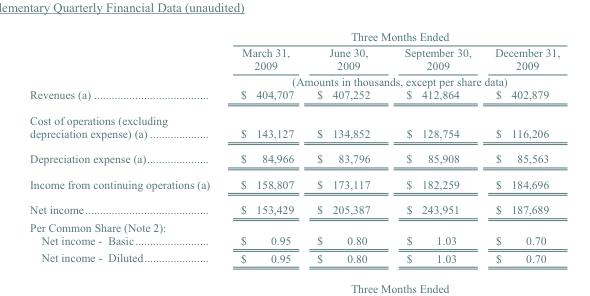 lementary Quarterly Financial Data (unaudited)
Three Months Ended
March 31, June 30, September 30, December 31,
2009 2009 2009 2009
(Amounts in thousands, except per share data)
Revenues (a) ................................ $ 404,707 $ 407,252 $ 412,864 $ 402,879
Cost of operations (excluding
depreciation expense) (a) .................... $ 143,127 $ 134,852 $ 128,754 $ 116,206
Depreciation expense (a)..................... $ 84,966 $ 83,796 $ 85,908 $ 85,563
Income from continuing operations (a) $ 158,807 $ 173,117 $ 182,259 $ 184,696
Net income.................................. $ 153,429 $ 205,387 $ 243,951 $ 187,689
Per Common Share (Note 2):
Net income - Basic......................... $ 0.95 $ 0.80 $ 1.03 $ 0.70
Net income - Diluted...................... $ 0.95 $ 0.80 $ 1.03 $ 0.70
Three Months Ended